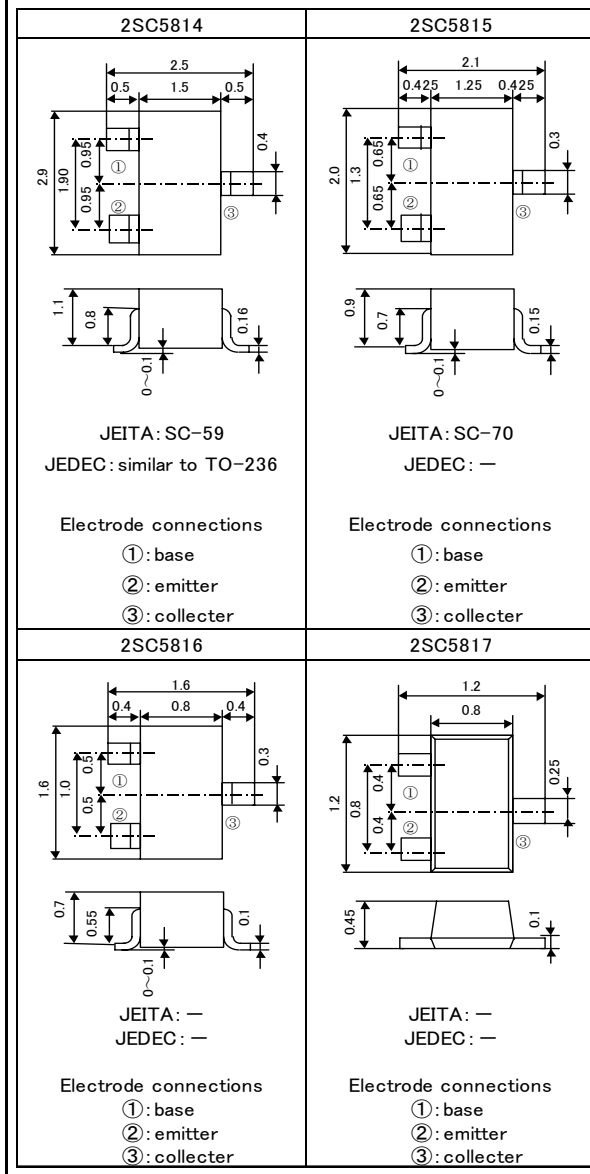 2SC5814
2.5
0.5 1.5 0.5
2.9
1.90
0.95
0.95
0.4
①
②
③
1.1
0.8
0.16
0～0.1
JEITA:SC-59
JEDEC:similar to TO-236
Electrode connections
①:base
②:emitter
③:collecter
2SC5815
2.1
0.425 1.25 0.425
2.0
1.3
0.65
0.65
0.3
①
②
③
0.9
0.7
0.15
0～0.1
JEITA:SC-70
JEDEC:－
Electrode connections
①:base
②:emitter
③:collecter
2SC5816
1.6
0.4 0.8 0.4
1.6
1.0
0.5
0.5
0.3
①
②
③
0.7
0.55
0.1
0～0.1
JEITA:－
JEDEC:－
Electrode connections
①:base
②:emitter
③:collecter
2SC5817
1.2
0.8
1.2
0.8
0.4
0.4
0.25
①
②
③
0.45
0.1
JEITA:－
JEDEC:－
Electrode connections
①:base
②:emitter
③:collecter